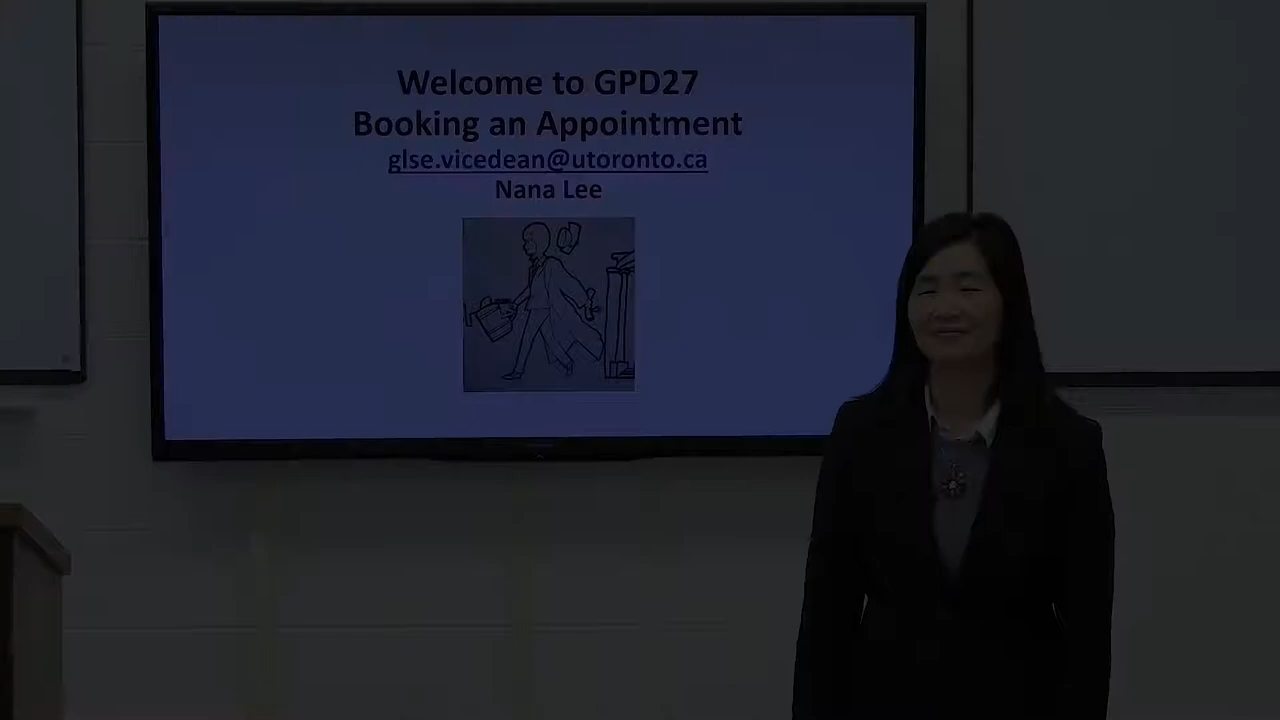 Welcome to GPD27
Booking an Appointment
glse.vicedean@utoronto.ca
Nana Lee